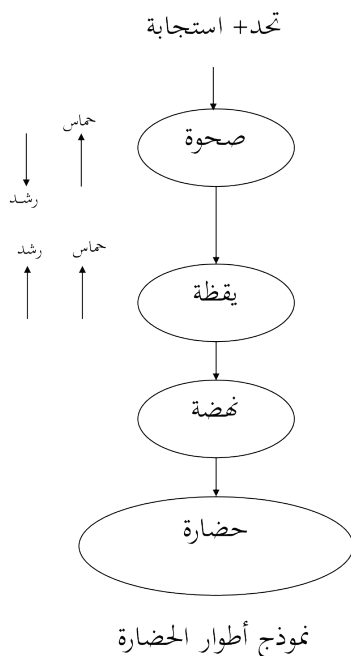 تحد+ استجابة
صحوة
حماس
رشد
رشد
حماس
يقظة
نهضة
حضارة
نموذج أطوار الحضارة